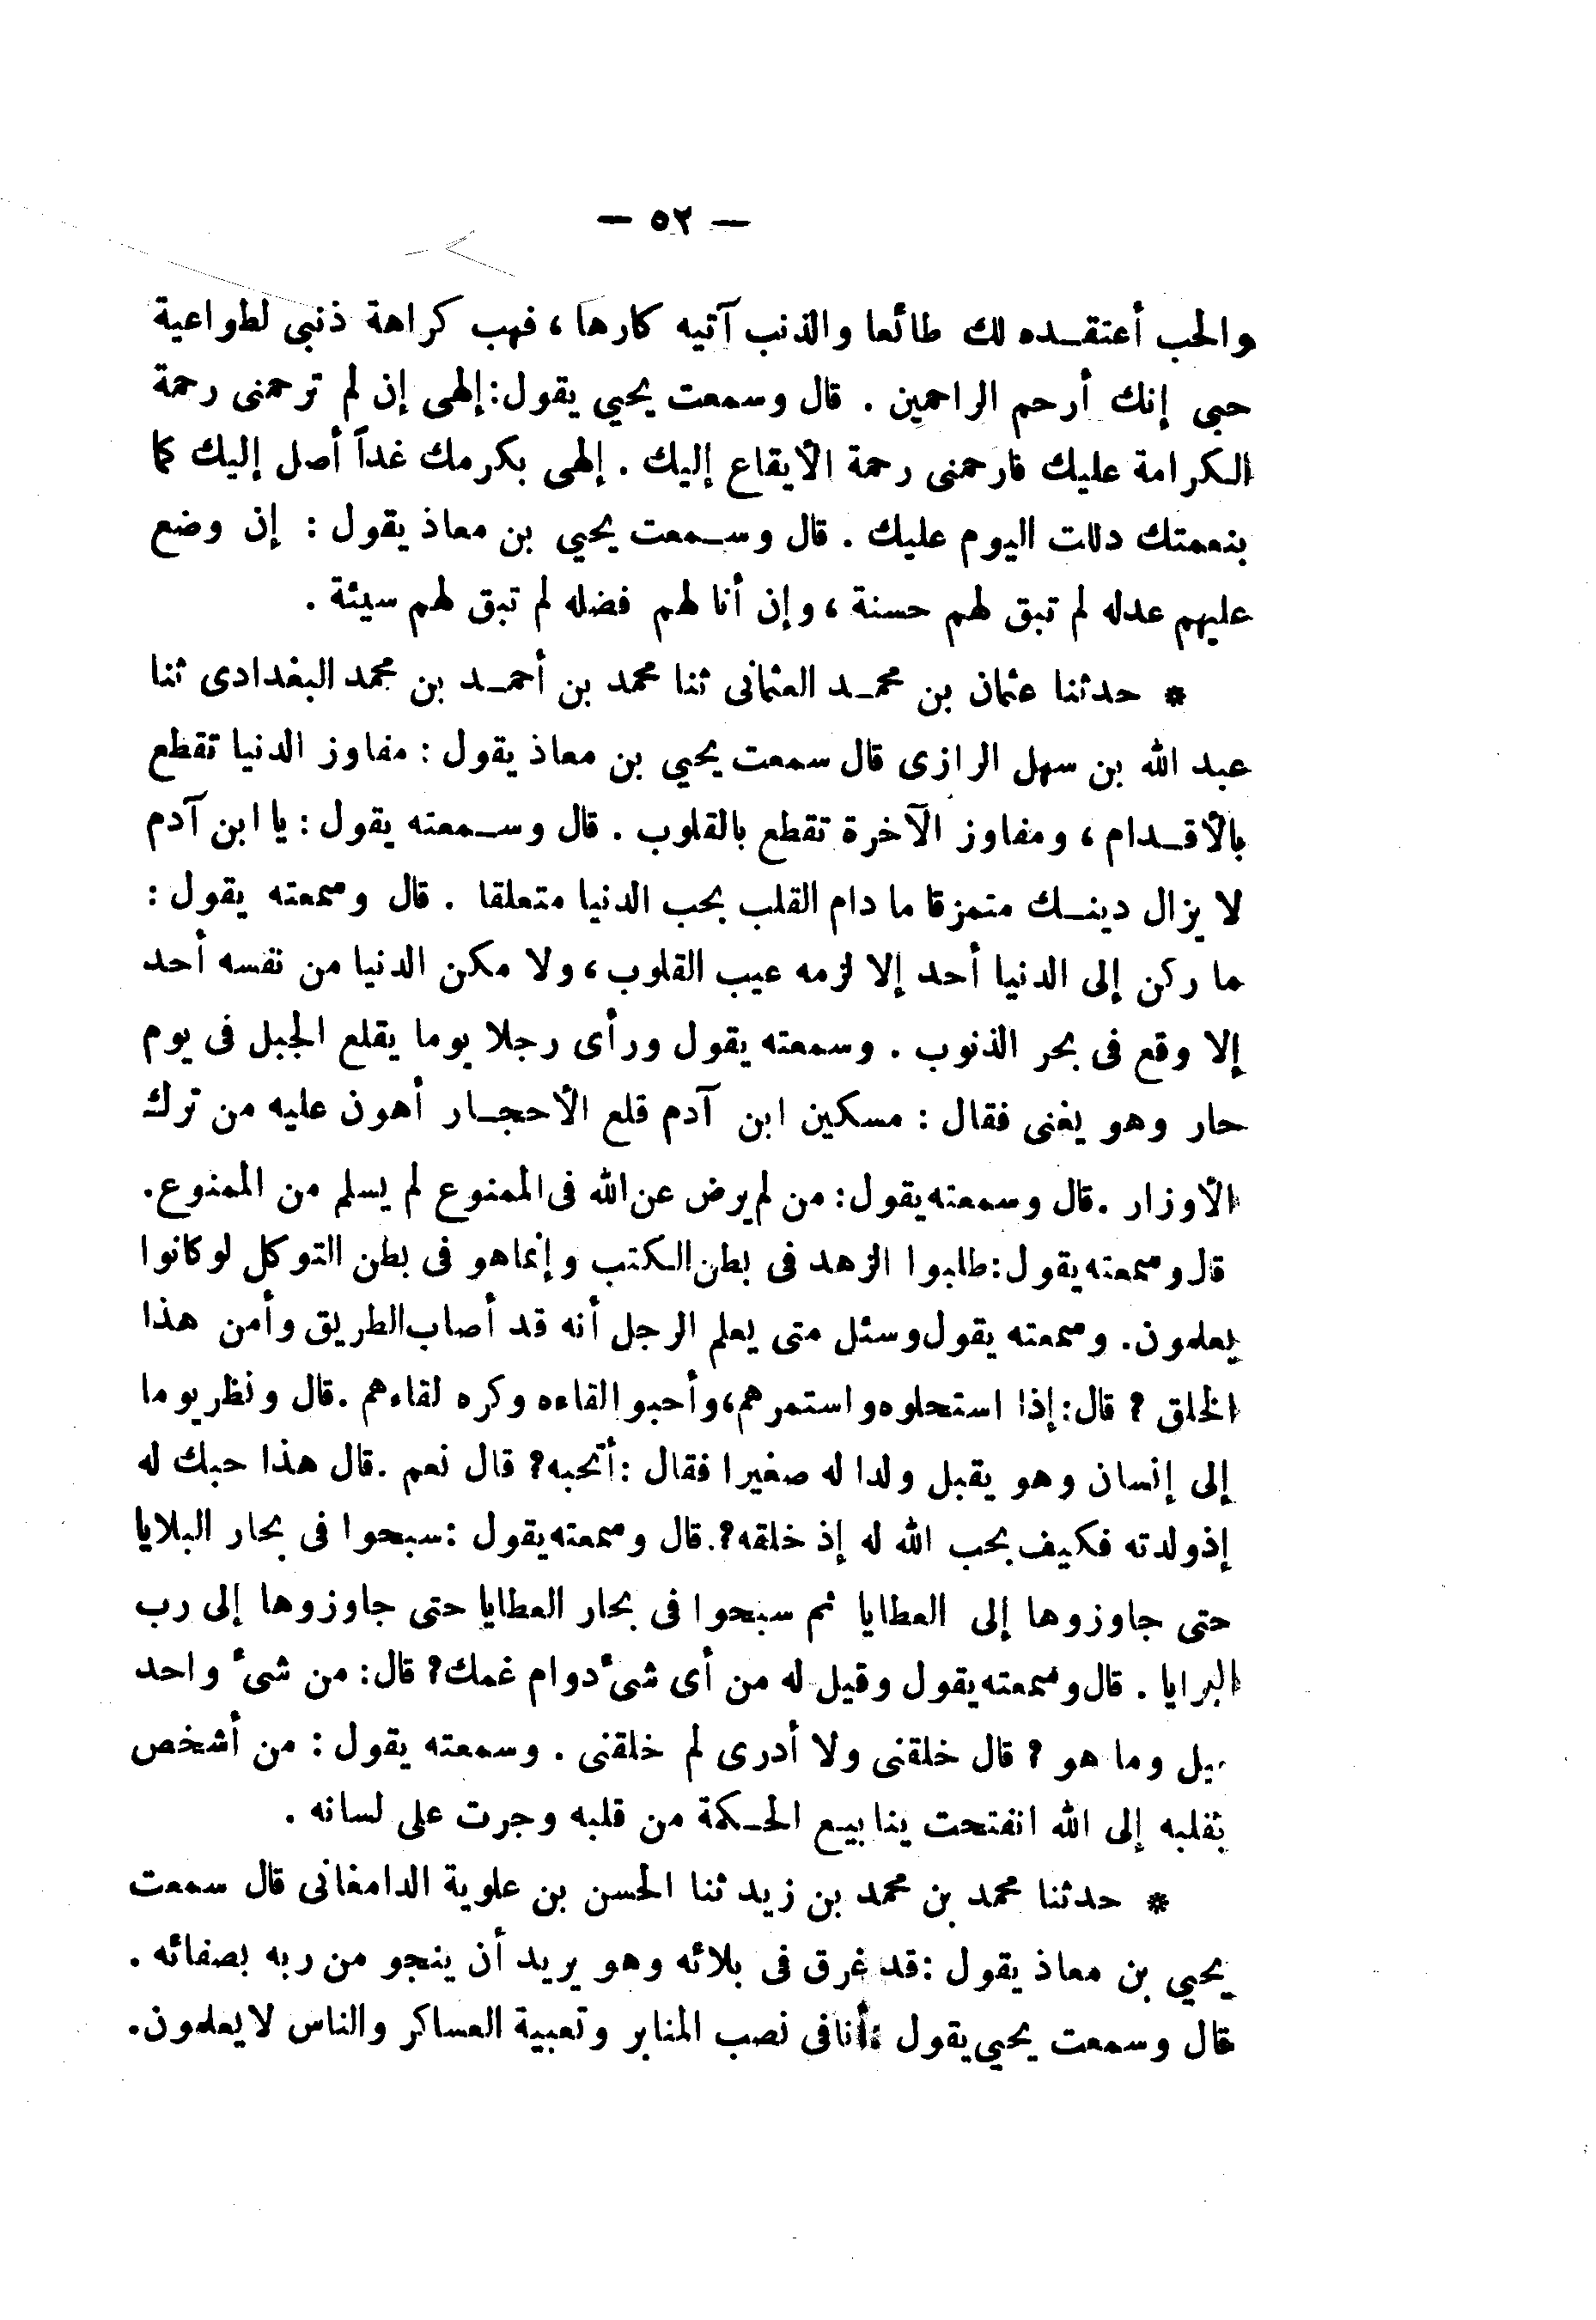 — ٥٢ —
والحب أعتقده لك طائعا والذنب آتيه كارها، فهب كراهة ذنبى لطواعية
حبى إنك أرحم الراحمين . قال وسمعت يحيي يقول: إلهى إن لم ترحمنى رحمة
الكرامة عليك فارحمنى رحمة الأيقاع إليك . إلهى بكرمك غداً أصل إليك كما
بنعمتك دللت اليوم عليك . قال وسمعت يحيي بن معاذ يقول : إن وضع
عليهم عدله لم تبق لهم حسنة ، وإن أنا لهم فضله لم تبق لهم سيئة .
* حدثنا عثمان بن محمد العثمانى ثنا محمد بن أحمد بن محمد البغدادى ثنا
عبد الله بن سهل الرازى قال سمعت يحيي بن معاذ يقول : مفاوز الدنيا تقطع
بالأقدام ، ومفاوز الآخرة تقطع بالقلوب . قال وسمعته يقول : يا ابن آدم
لا يزال دينك متمزقا ما دام القلب بحب الدنيا متعلقا . قال وسمعته يقول :
ما ركن إلى الدنيا أحد إلا لزمه عيب القلوب ، ولا مكن الدنيا من نفسه أحد
إلا وقع فى بحر الذنوب . وسمعته يقول ورأى رجلا يوما يقلع الجبل فى يوم
حار وهو يغنى فقال : مسكين ابن آدم قلع الأحجار أهون عليه من ترك
الأوزار . قال وسمعته يقول : من لم يرض عن الله فى الممنوع لم يسلم من الممنوع .
قال وسمعته يقول : طلبوا الزهد فى بطن الكتب وإنما هو فى بطن التوكل لو كانوا
يعلمون . وسمعته يقول وسئل متى يعلم الرجل أنه قد أصاب الطريق وأمن هذا
الخلق ؟ قال : إذا استحلوه واستمرهم ، وأحبوا لقاءه وكره لقاءهم . قال ونظر يوما
إلى إنسان وهو يقبل ولدا له صغيرا فقال : أتحبه ؟ قال نعم . قال هذا حبك له
إذ ولدته فكيف بحب الله له إذ خلقه ؟. قال وسمعته يقول : سبحوا فى بحار البلايا
حتى جاوزوها إلى العطايا ثم سبحوا فى بحار العطايا حتى جاوزوها إلى رب
البرايا . قال وسمعته يقول وقيل له من أى شىء دوام غمك ؟ قال : من شىء واحد
يل وما هو ؟ قال خلقنى ولا أدرى لم خلقنى . وسمعته يقول : من أشخص
بقلبه إلى الله انفتحت ينابيع الحكمة من قلبه وجرت على لسانه .
* حدثنا محمد بن محمد بن زيد ثنا الحسن بن علوية الدامغانى قال سمعت
يحيي بن معاذ يقول : قد غرق فى بلائه وهو يريد أن ينجو من ربه بصفائه .
قال وسمعت يحيي يقول : أنا فى نصب المنابر وتعبية العساكر والناس لا يعلمون .